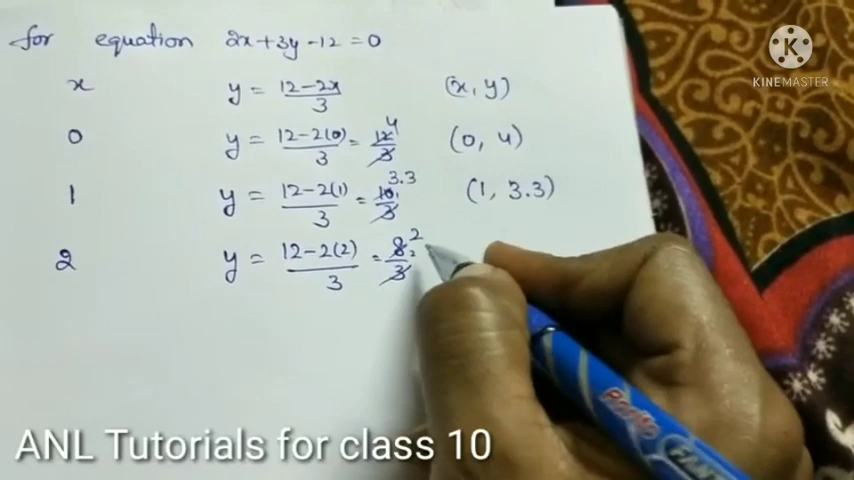 for equation 2x+3y-12=0
x y = 12-2x/3 (x, y)
0 y = 12-2(0)/3 = 12/3 4 (0, 4)
1 y = 12-2(1)/3 = 10/3 3.3 (1, 3.3)
2 y = 12-2(2)/3 = 8/3 2
KINEMASTER
ANL Tutorials for class 10